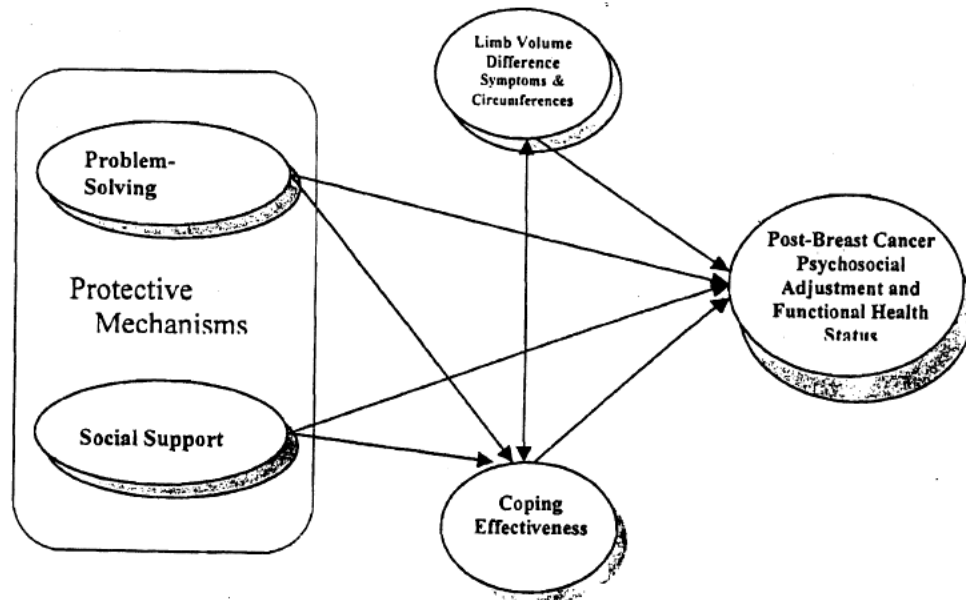 Limb Volume
Difference
Symptoms &
Circumferences
Problem-
Solving
Protective
Mechanisms
Social Support
Post-Breast Cancer
Psychosocial
Adjustment and
Functional Health
Status
Coping
Effectiveness